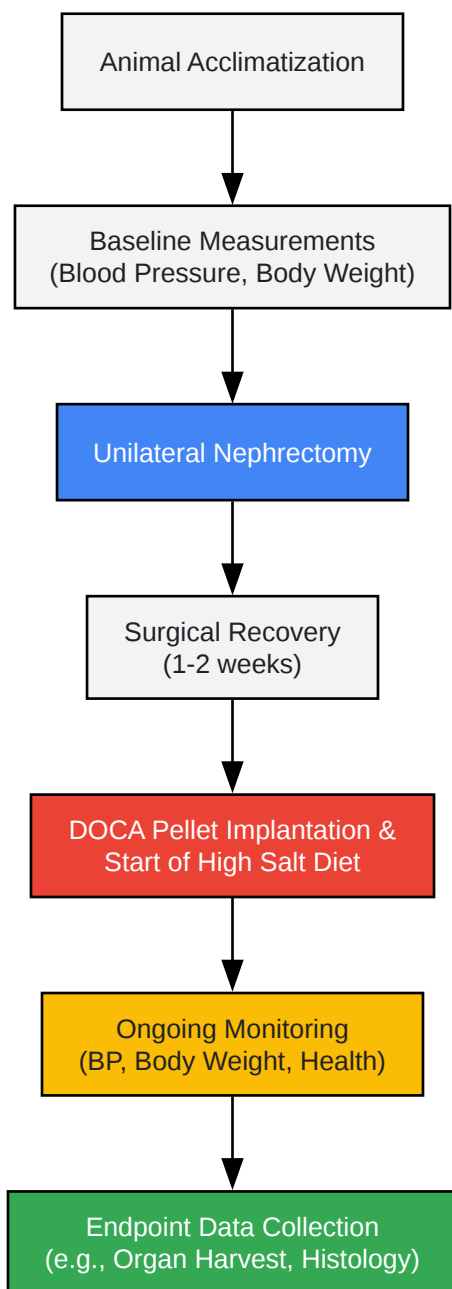 Animal Acclimatization
Baseline Measurements
(Blood Pressure, Body Weight)
Unilateral Nephrectomy
Surgical Recovery
(1-2 weeks)
DOCA Pellet Implantation &
Start of High Salt Diet
Ongoing Monitoring
(BP, Body Weight, Health)
Endpoint Data Collection
(e.g., Organ Harvest, Histology)